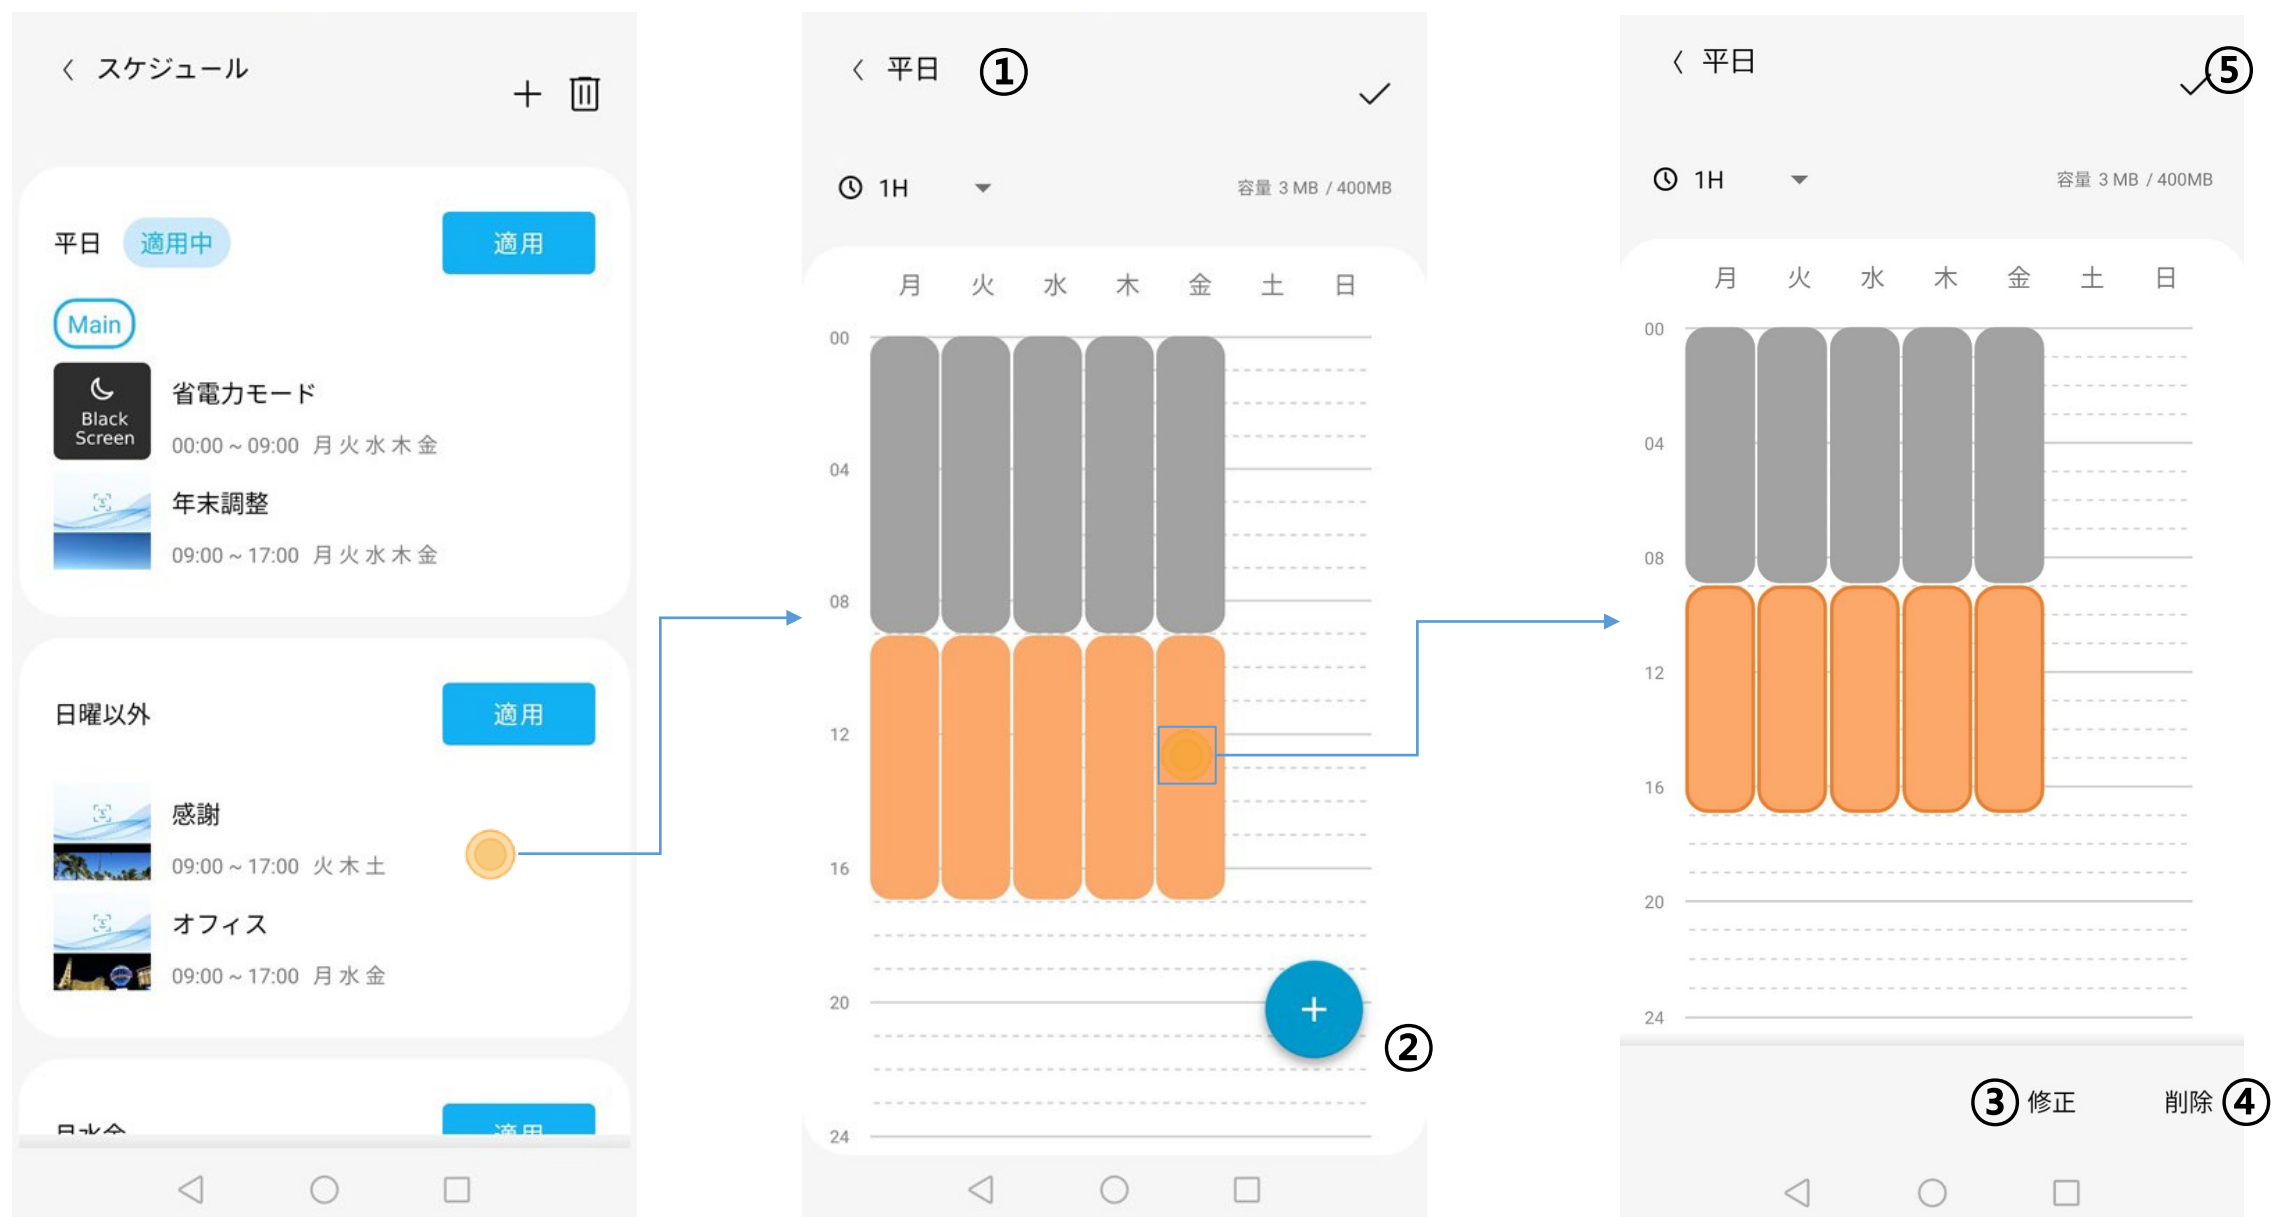 スケジュール
平日 適用中 適用
Main
Black
Screen
省電力モード
00:00 ~ 09:00 月 火 水 木 金
年末調整
09:00 ~ 17:00 月 火 水 木 金
日曜以外 適用
感謝
09:00 ~ 17:00 火 木 土
オフィス
09:00 ~ 17:00 月 水 金
月水金 適用
平日 ①
1H 容量 3 MB / 400MB
月 火 水 木 金 土 日
00
04
08
12
16
20
24
+
②
平日 ⑤
1H 容量 3 MB / 400MB
月 火 水 木 金 土 日
00
04
08
12
16
20
24
③ 修正 削除 ④